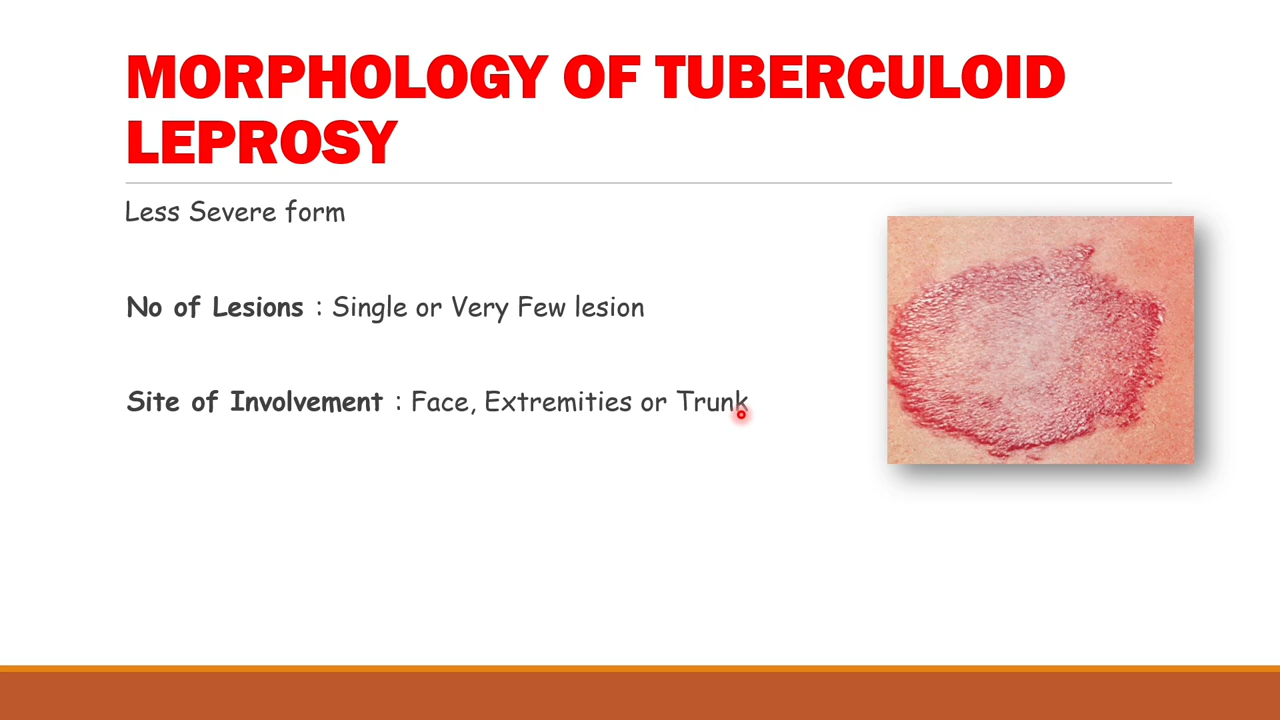 MORPHOLOGY OF TUBERCULOID
LEPROSY
Less Severe form
No of Lesions : Single or Very Few lesion
Site of Involvement : Face, Extremities or Trunk